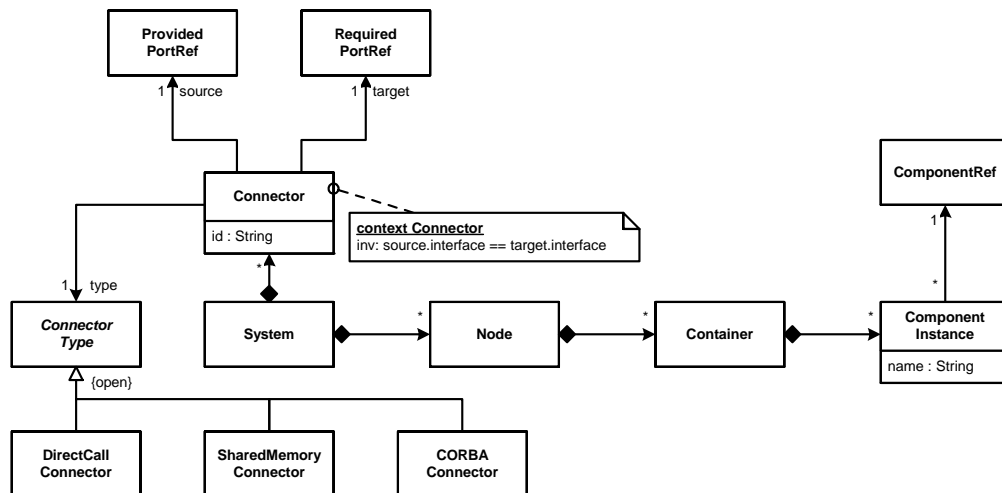 Provided
PortRef
Required
PortRef
1 source
1 target
ComponentRef
Connector
id : String
context Connector
inv: source.interface == target.interface
1
*
*
1 type
Connector
Type
System
*
Node
*
Container
*
Component
Instance
name : String
{open}
DirectCall
Connector
SharedMemory
Connector
CORBA
Connector